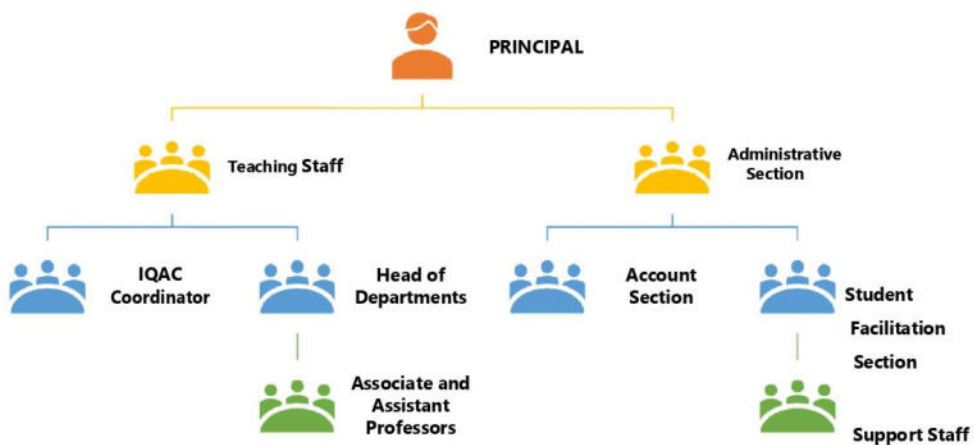 PRINCIPAL
Teaching Staff
Administrative
Section
IQAC
Coordinator
Head of
Departments
Account
Section
Student
Facilitation
Section
Associate and
Assistant
Professors
Support Staff